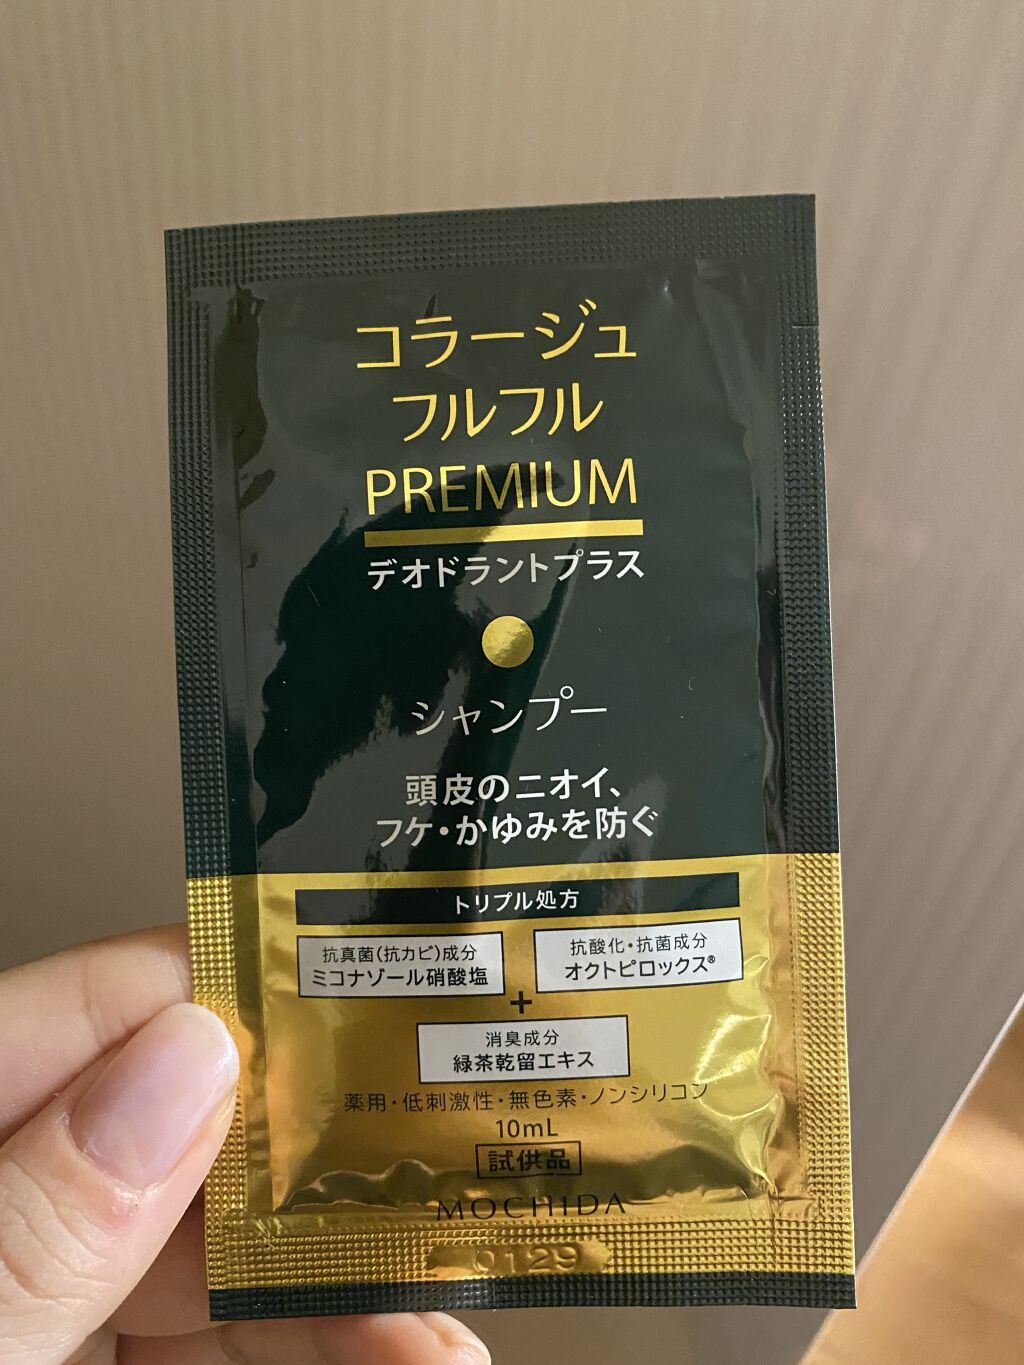 コラージュ
フルフル
PREMIUM
デオドラントプラス
シャンプー
頭皮のニオイ、
フケ・かゆみを防ぐ
トリプル処方
抗真菌(抗カビ)成分
ミコナゾール硝酸塩
抗酸化・抗菌成分
オクトピロックス®
+
消臭成分
緑茶乾留エキス
薬用・低刺激性・無色素・ノンシリコン
10mL
試供品
MOCHIDA
0129